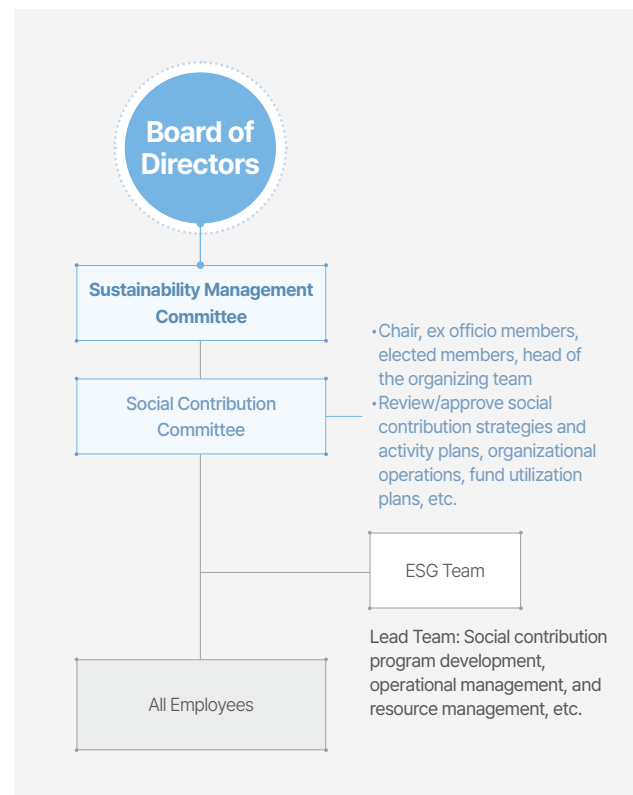 Board of
Directors
Sustainability Management
Committee
Social Contribution
Committee
•Chair, ex officio members,
elected members, head of
the organizing team
•Review/approve social
contribution strategies and
activity plans, organizational
operations, fund utilization
plans, etc.
ESG Team
Lead Team: Social contribution
program development,
operational management, and
resource management, etc.
All Employees